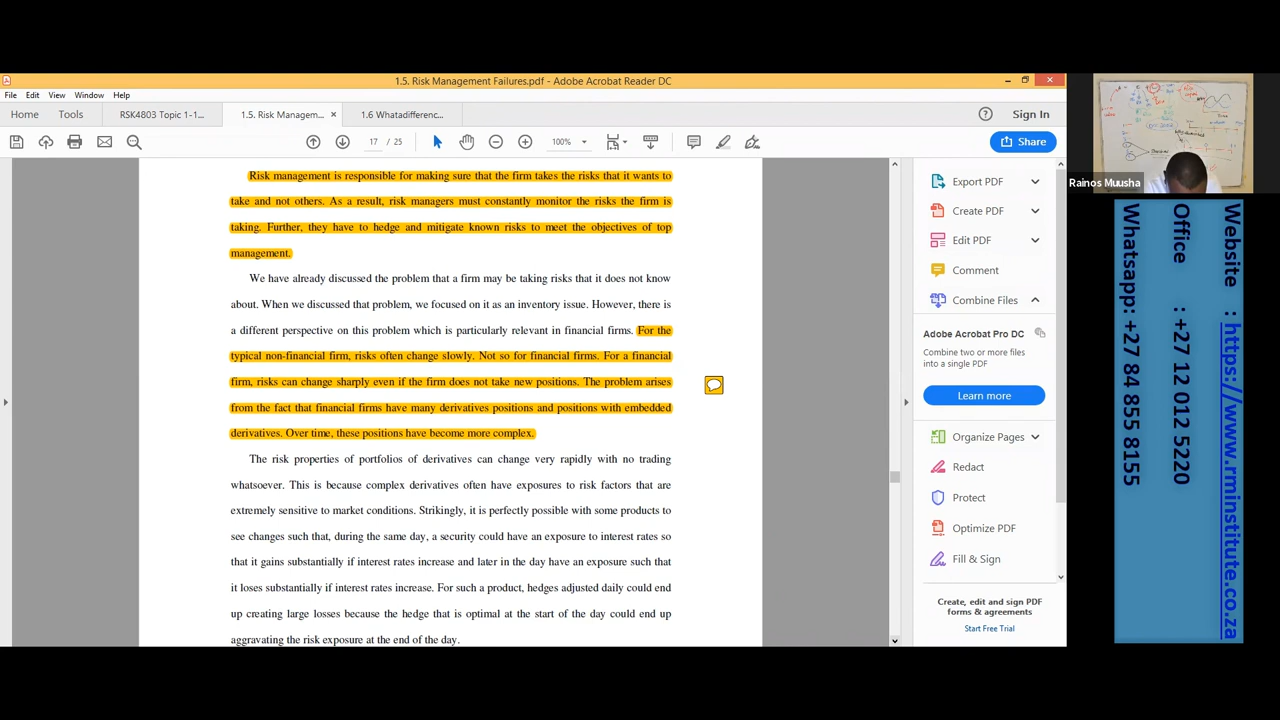 1.5. Risk Management Failures.pdf - Adobe Acrobat Reader DC
File Edit View Window Help
Home Tools RSK4803 Topic 1-1... 1.5. Risk Managem... × 1.6 Whatadifferenc... Sign In
17 / 25 100% Share
Risk management is responsible for making sure that the firm takes the risks that it wants to
take and not others. As a result, risk managers must constantly monitor the risks the firm is
taking. Further, they have to hedge and mitigate known risks to meet the objectives of top
management.
We have already discussed the problem that a firm may be taking risks that it does not know
about. When we discussed that problem, we focused on it as an inventory issue. However, there is
a different perspective on this problem which is particularly relevant in financial firms. For the
typical non-financial firm, risks often change slowly. Not so for financial firms. For a financial
firm, risks can change sharply even if the firm does not take new positions. The problem arises
from the fact that financial firms have many derivatives positions and positions with embedded
derivatives. Over time, these positions have become more complex.
The risk properties of portfolios of derivatives can change very rapidly with no trading
whatsoever. This is because complex derivatives often have exposures to risk factors that are
extremely sensitive to market conditions. Strikingly, it is perfectly possible with some products to
see changes such that, during the same day, a security could have an exposure to interest rates so
that it gains substantially if interest rates increase and later in the day have an exposure such that
it loses substantially if interest rates increase. For such a product, hedges adjusted daily could end
up creating large losses because the hedge that is optimal at the start of the day could end up
aggravating the risk exposure at the end of the day.
Export PDF
Create PDF
Edit PDF
Comment
Combine Files
Adobe Acrobat Pro DC
Combine two or more files
into a single PDF
Learn more
Organize Pages
Redact
Protect
Optimize PDF
Fill & Sign
Create, edit and sign PDF
forms & agreements
Start Free Trial
Rainos Muusha
Website : https://www.rminstitute.co.za
Office : +27 12 012 5220
Whatsapp: +27 84 855 8155